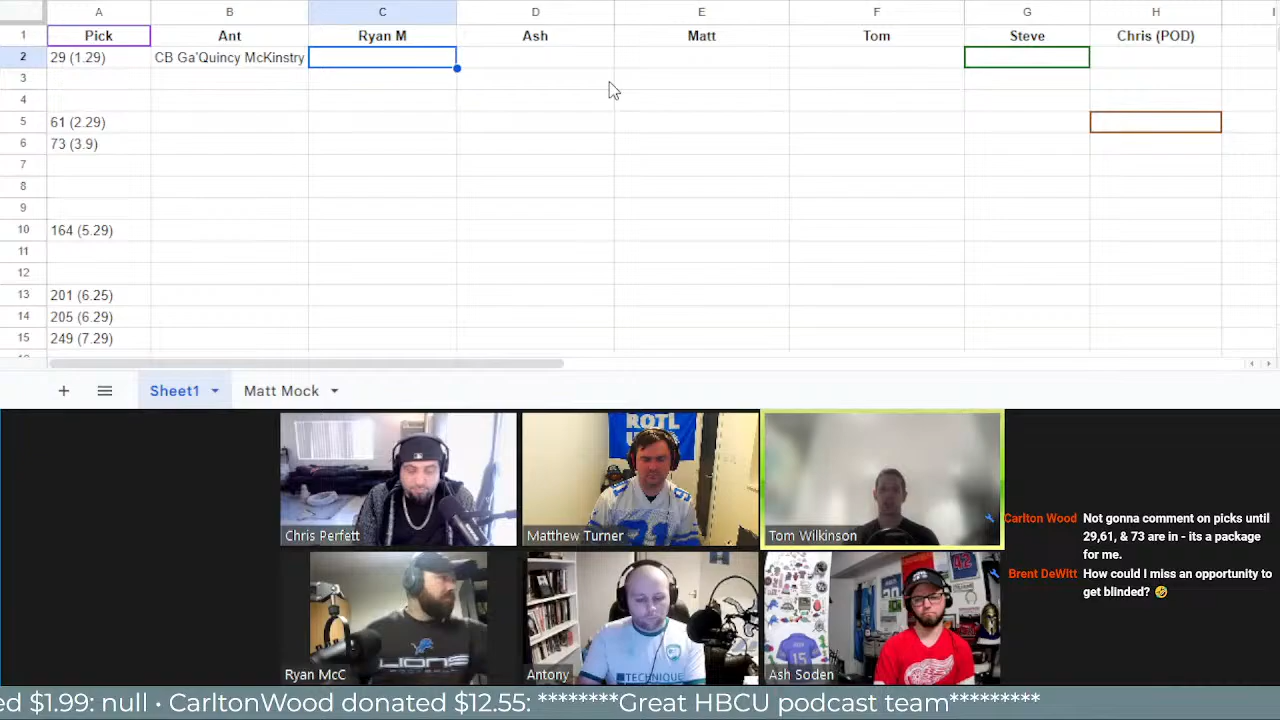 A B C D E F G H I
1 Pick Ant Ryan M Ash Matt Tom Steve Chris (POD)
2 29 (1.29) CB Ga'Quincy McKinstry
3
4
5 61 (2.29)
6 73 (3.9)
7
8
9
10 164 (5.29)
11
12
13 201 (6.25)
14 205 (6.29)
15 249 (7.29)
+ Sheet1 Matt Mock
ROTL
Chris Perfett
Matthew Turner
Tom Wilkinson
Carlton Wood Not gonna comment on picks until
29,61, & 73 are in - its a package
for me.
Brent DeWitt How could I miss an opportunity to
get blinded? 🤣
LIONS
15
TECHNIQUE
Ryan McC
Antony
Ash Soden
ed $1.99: null • CarltonWood donated $12.55: ********Great HBCU podcast team*********